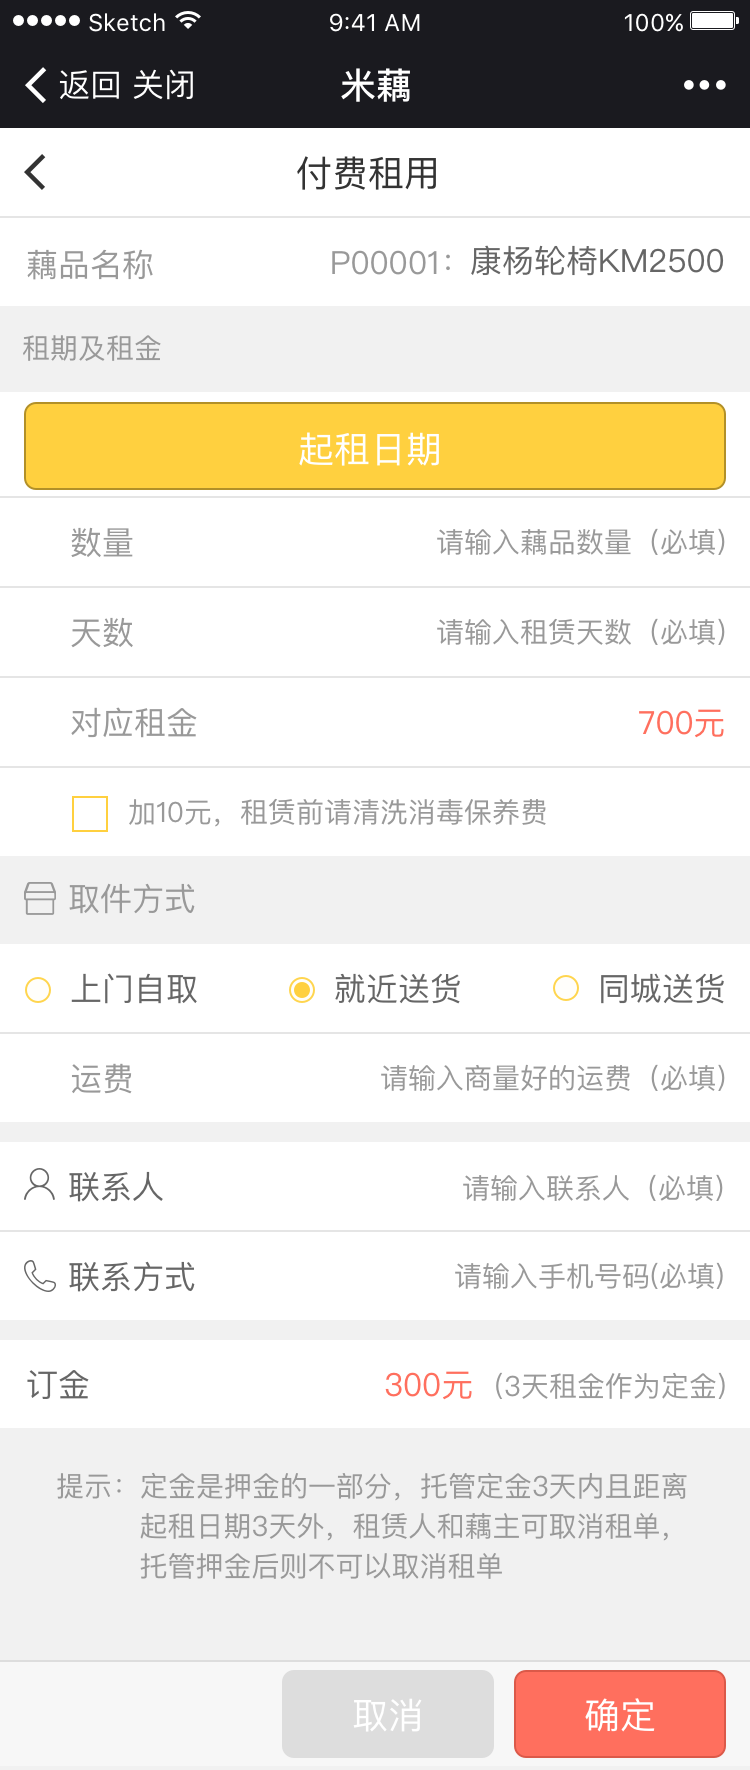 Sketch 9:41 AM 100%
返回 关闭 米藕
付费租用
藕品名称 P00001：康杨轮椅KM2500
租期及租金
起租日期
数量 请输入藕品数量（必填）
天数 请输入租赁天数（必填）
对应租金 700元
加10元，租赁前请清洗消毒保养费
取件方式
上门自取 就近送货 同城送货
运费 请输入商量好的运费（必填）
联系人 请输入联系人（必填）
联系方式 请输入手机号码(必填）
订金 300元（3天租金作为定金）
提示：定金是押金的一部分，托管定金3天内且距离
起租日期3天外，租赁人和藕主可取消租单，
托管押金后则不可以取消租单
取消 确定